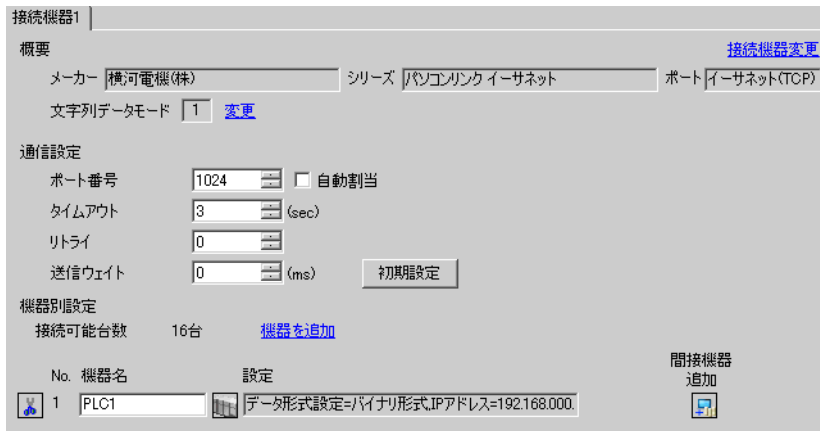 接続機器1
概要 接続機器変更
メーカー 横河電機(株) シリーズ パソコンリンク イーサネット ポート イーサネット(TCP)
文字列データモード 1 変更
通信設定
ポート番号 1024 自動割当
タイムアウト 3 (sec)
リトライ 0
送信ウェイト 0 (ms) 初期設定
機器別設定
接続可能台数 16台 機器を追加
間接機器
No. 機器名 設定 追加
1 PLC1 データ形式設定=バイナリ形式,IPアドレス=192.168.000.